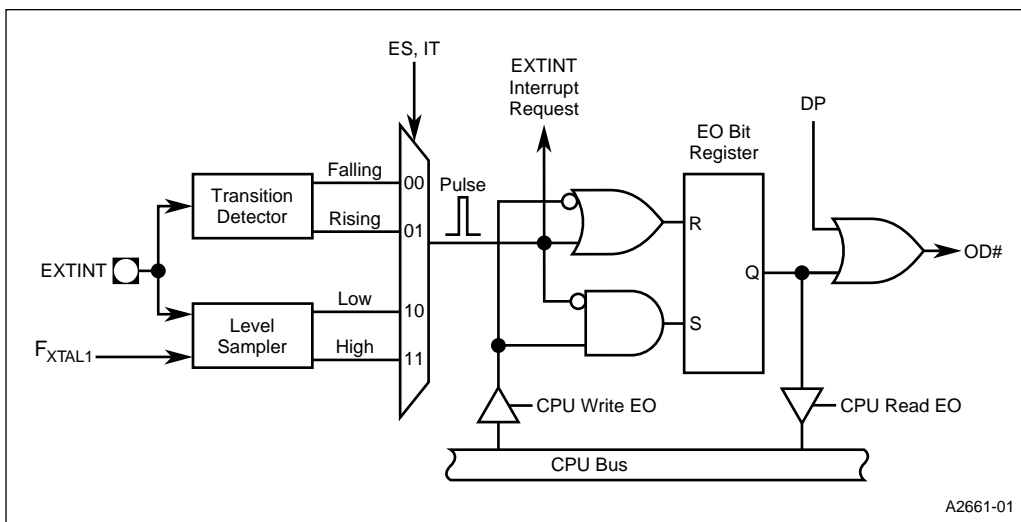 ES, IT
EXTINT
Interrupt
Request
DP
EO Bit
Register
Falling
00
Pulse
Transition
Detector
Rising
01
R
EXTINT
Q
OD#
Low
10
Level
Sampler
S
High
11
FXTAL1
CPU Write EO
CPU Read EO
CPU Bus
A2661-01